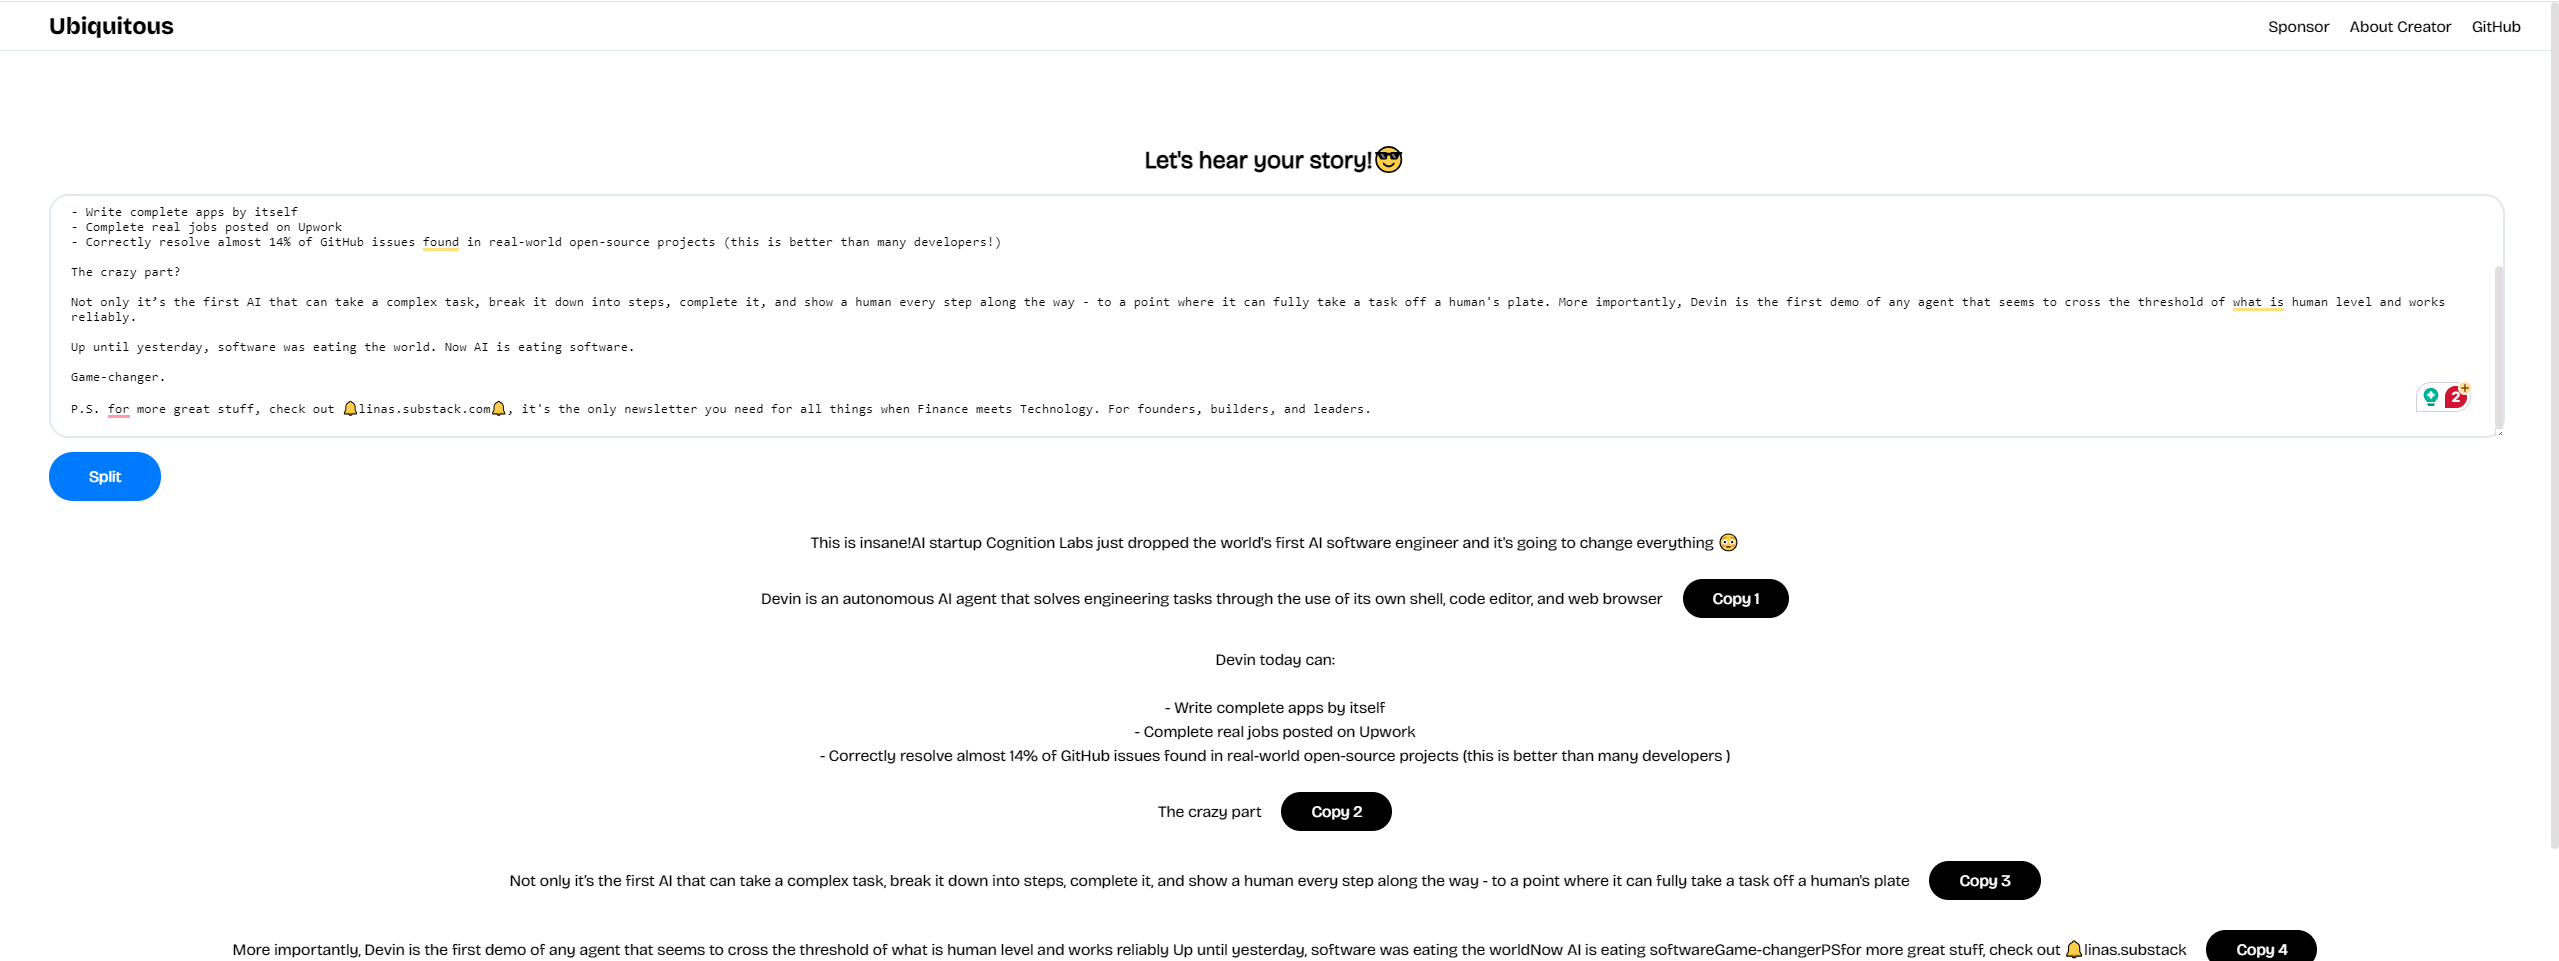 Ubiquitous
Sponsor About Creator GitHub
Let's hear your story!😎
- Write complete apps by itself
- Complete real jobs posted on Upwork
- Correctly resolve almost 14% of GitHub issues found in real-world open-source projects (this is better than many developers!)
The crazy part?
Not only it’s the first AI that can take a complex task, break it down into steps, complete it, and show a human every step along the way - to a point where it can fully take a task off a human's plate. More importantly, Devin is the first demo of any agent that seems to cross the threshold of what is human level and works
reliably.
Up until yesterday, software was eating the world. Now AI is eating software.
Game-changer.
2
P.S. for more great stuff, check out 🔔linas.substack.com🔔, it's the only newsletter you need for all things when Finance meets Technology. For founders, builders, and leaders.
Split
This is insane!AI startup Cognition Labs just dropped the world's first AI software engineer and it's going to change everything 😳
Devin is an autonomous AI agent that solves engineering tasks through the use of its own shell, code editor, and web browser Copy 1
Devin today can:
- Write complete apps by itself
- Complete real jobs posted on Upwork
- Correctly resolve almost 14% of GitHub issues found in real-world open-source projects (this is better than many developers )
The crazy part Copy 2
Not only it’s the first AI that can take a complex task, break it down into steps, complete it, and show a human every step along the way - to a point where it can fully take a task off a human's plate Copy 3
More importantly, Devin is the first demo of any agent that seems to cross the threshold of what is human level and works reliably Up until yesterday, software was eating the worldNow AI is eating softwareGame-changerPSfor more great stuff, check out 🔔linas.substack Copy 4